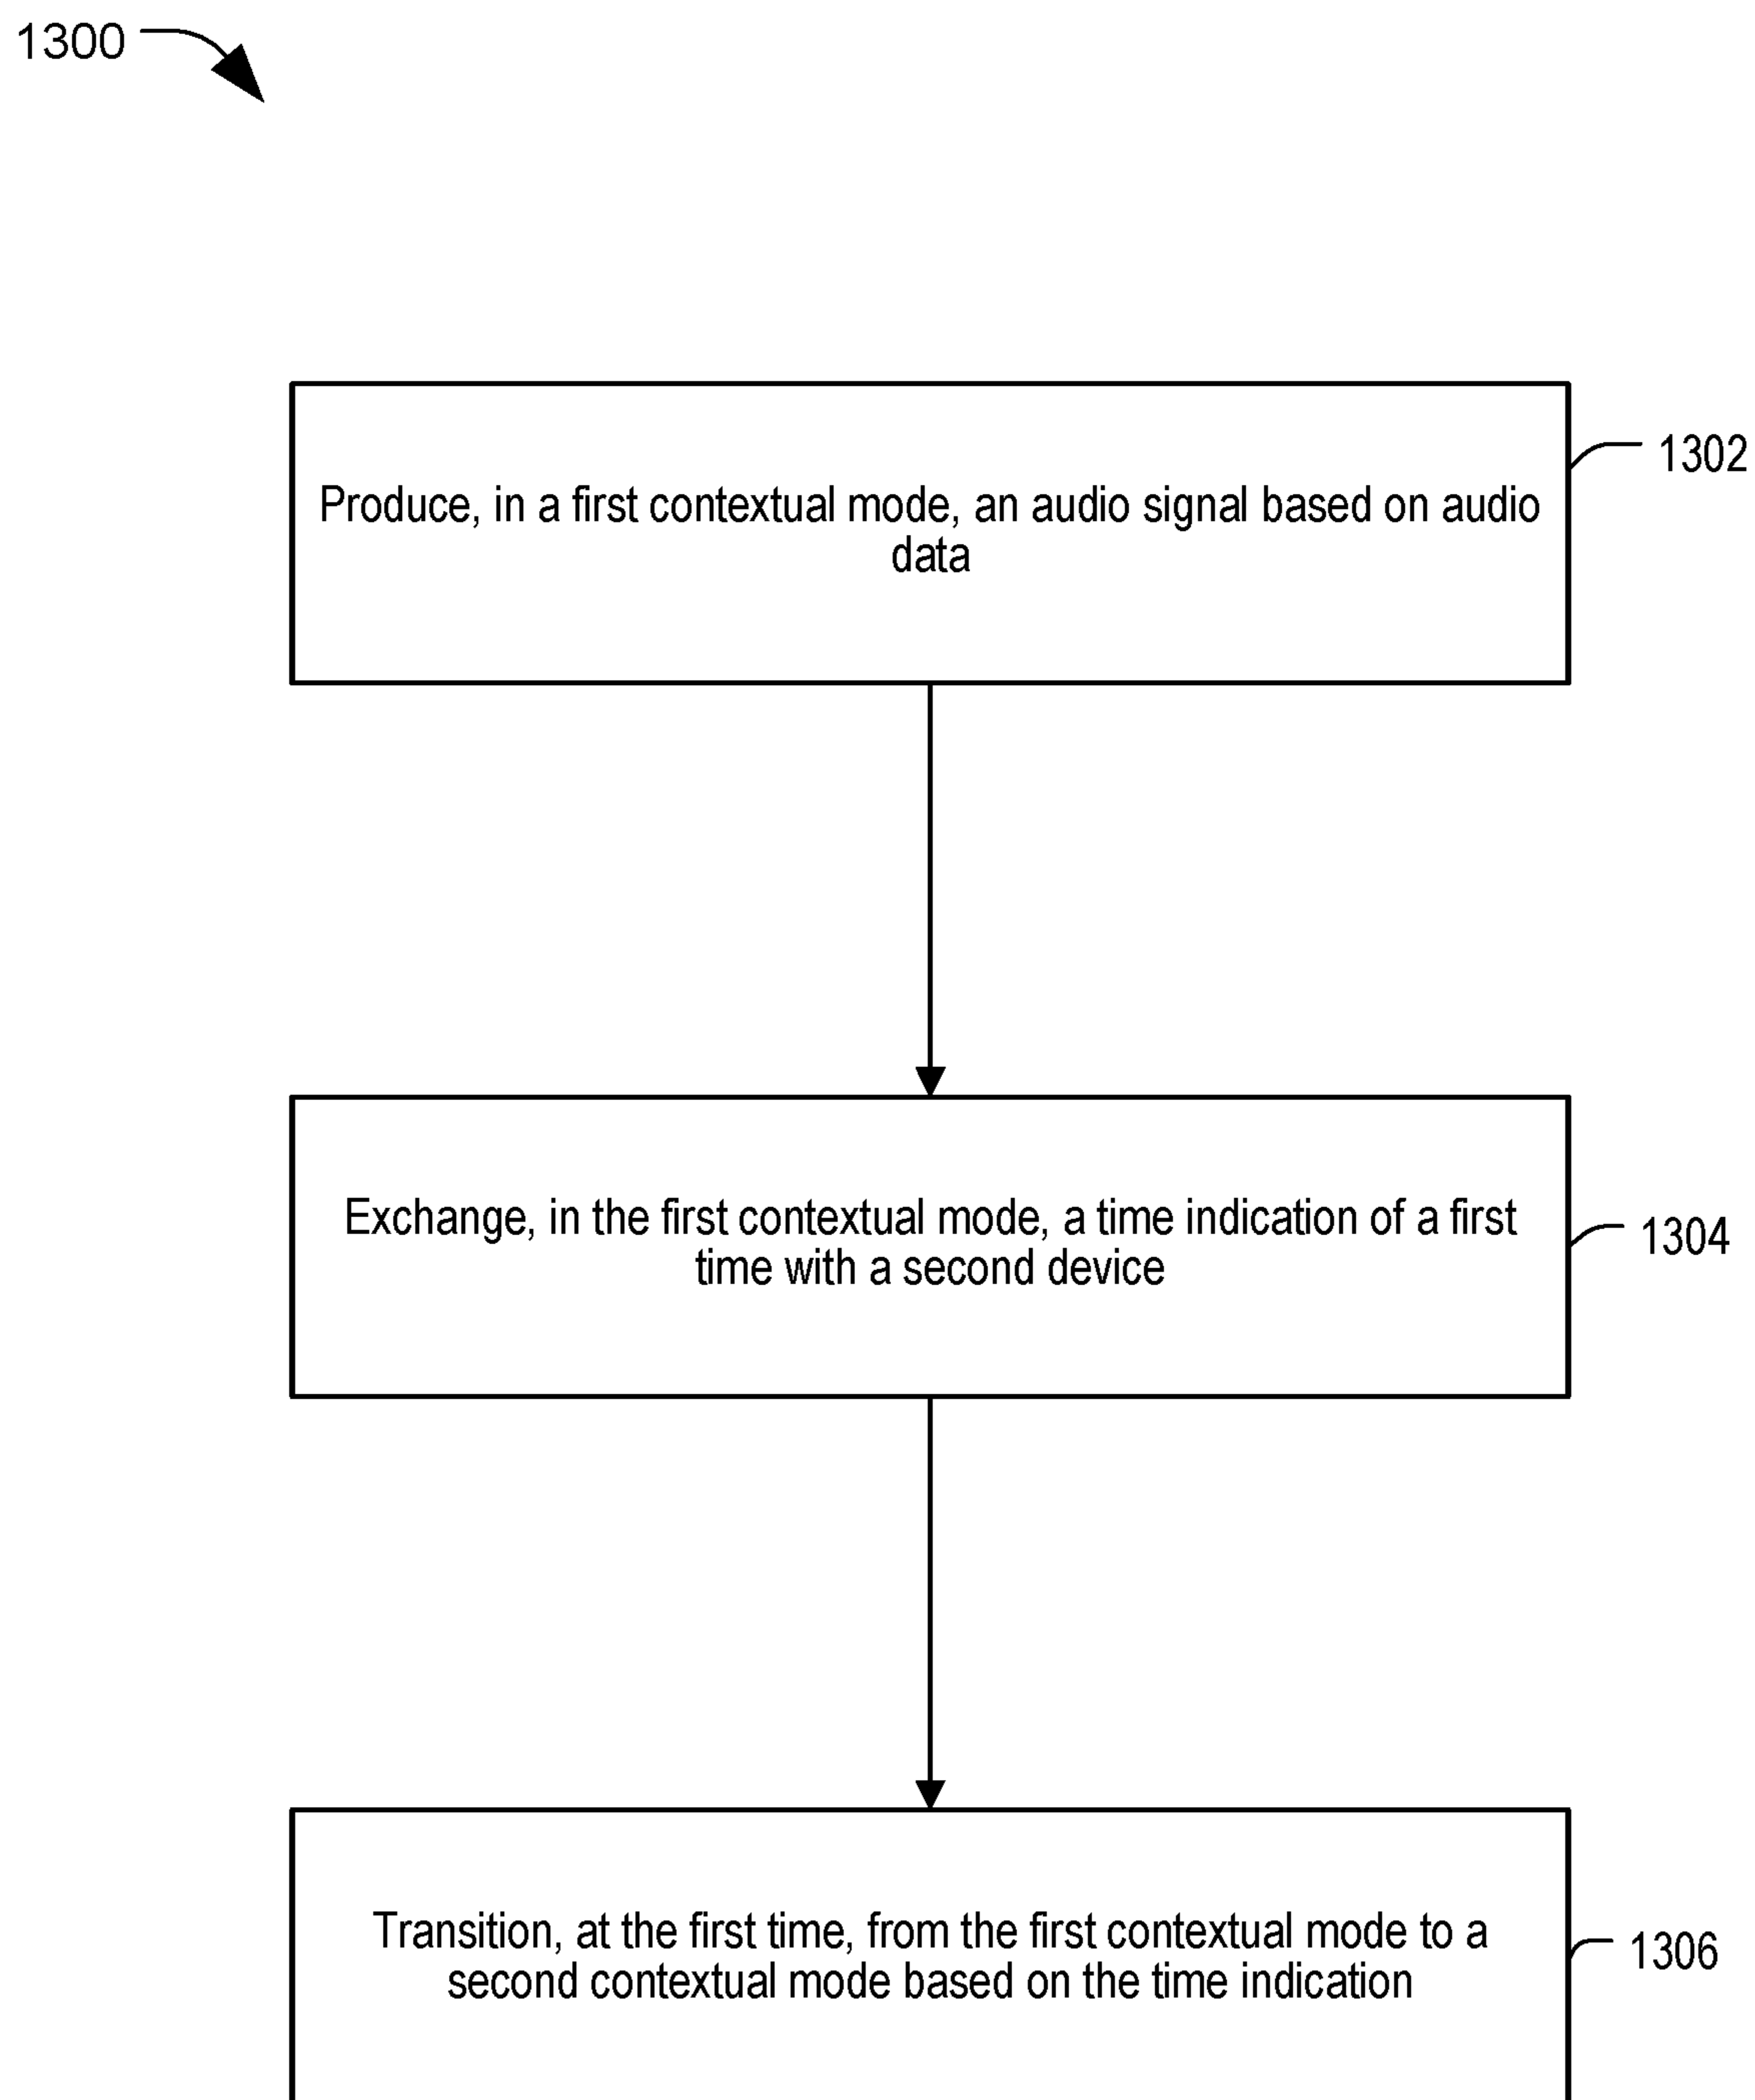 1300
Produce, in a first contextual mode, an audio signal based on audio
data
1302
Exchange, in the first contextual mode, a time indication of a first
time with a second device
1304
Transition, at the first time, from the first contextual mode to a
second contextual mode based on the time indication
1306